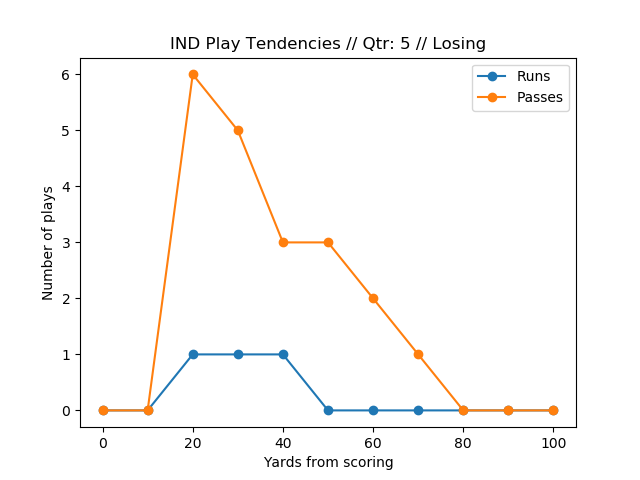 IND Play Tendencies // Qtr: 5 // Losing
Runs
Passes
Number of plays
6
5
4
3
2
1
0
0 20 40 60 80 100
Yards from scoring